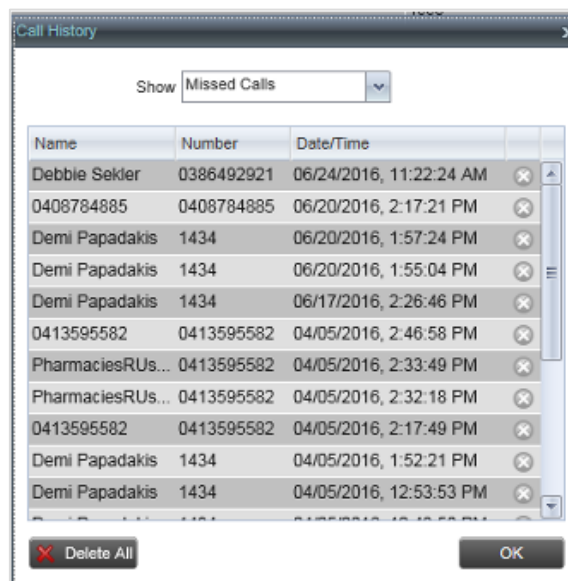 Call History
Show Missed Calls
Name Number Date/Time
Debbie Sekler 0386492921 06/24/2016, 11:22:24 AM
0408784885 0408784885 06/20/2016, 2:17:21 PM
Demi Papadakis 1434 06/20/2016, 1:57:24 PM
Demi Papadakis 1434 06/20/2016, 1:55:04 PM
Demi Papadakis 1434 06/17/2016, 2:26:46 PM
0413595582 0413595582 04/05/2016, 2:46:58 PM
PharmaciesRUs... 0413595582 04/05/2016, 2:33:49 PM
PharmaciesRUs... 0413595582 04/05/2016, 2:32:18 PM
0413595582 0413595582 04/05/2016, 2:17:49 PM
Demi Papadakis 1434 04/05/2016, 1:52:21 PM
Demi Papadakis 1434 04/05/2016, 12:53:53 PM
Delete All OK